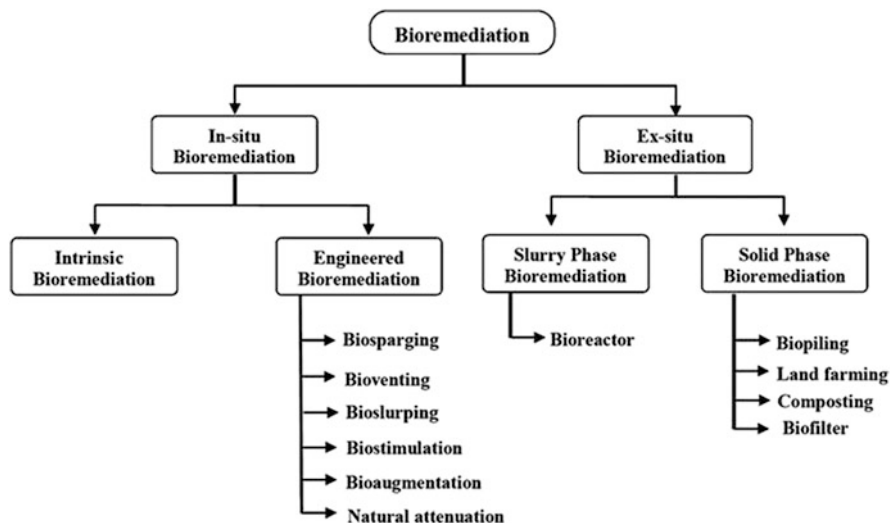 Bioremediation
In-situ
Bioremediation
Ex-situ
Bioremediation
Intrinsic
Bioremediation
Engineered
Bioremediation
Slurry Phase
Bioremediation
Solid Phase
Bioremediation
Biosparging
Bioventing
Bioslurping
Biostimulation
Bioaugmentation
Natural attenuation
Bioreactor
Biopiling
Land farming
Composting
Biofilter